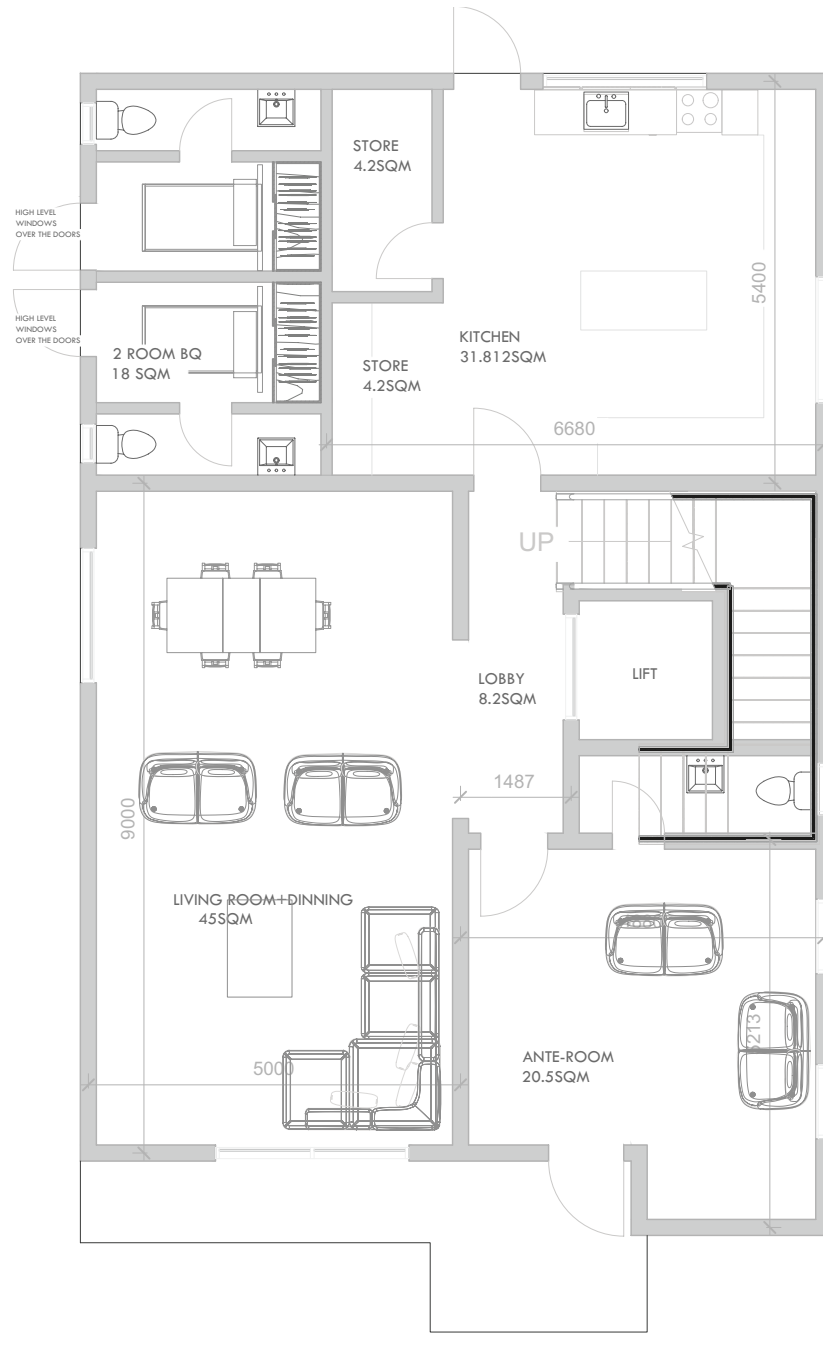 STORE
4.2SQM
HIGH LEVEL
WINDOWS
OVER THE DOORS
5400
HIGH LEVEL
WINDOWS
OVER THE DOORS
2 ROOM BQ
18 SQM
KITCHEN
31.812SQM
STORE
4.2SQM
6680
UP
LOBBY
8.2SQM
LIFT
1487
9000
LIVING ROOM+DINNING
45SQM
5213
ANTE-ROOM
20.5SQM
5000